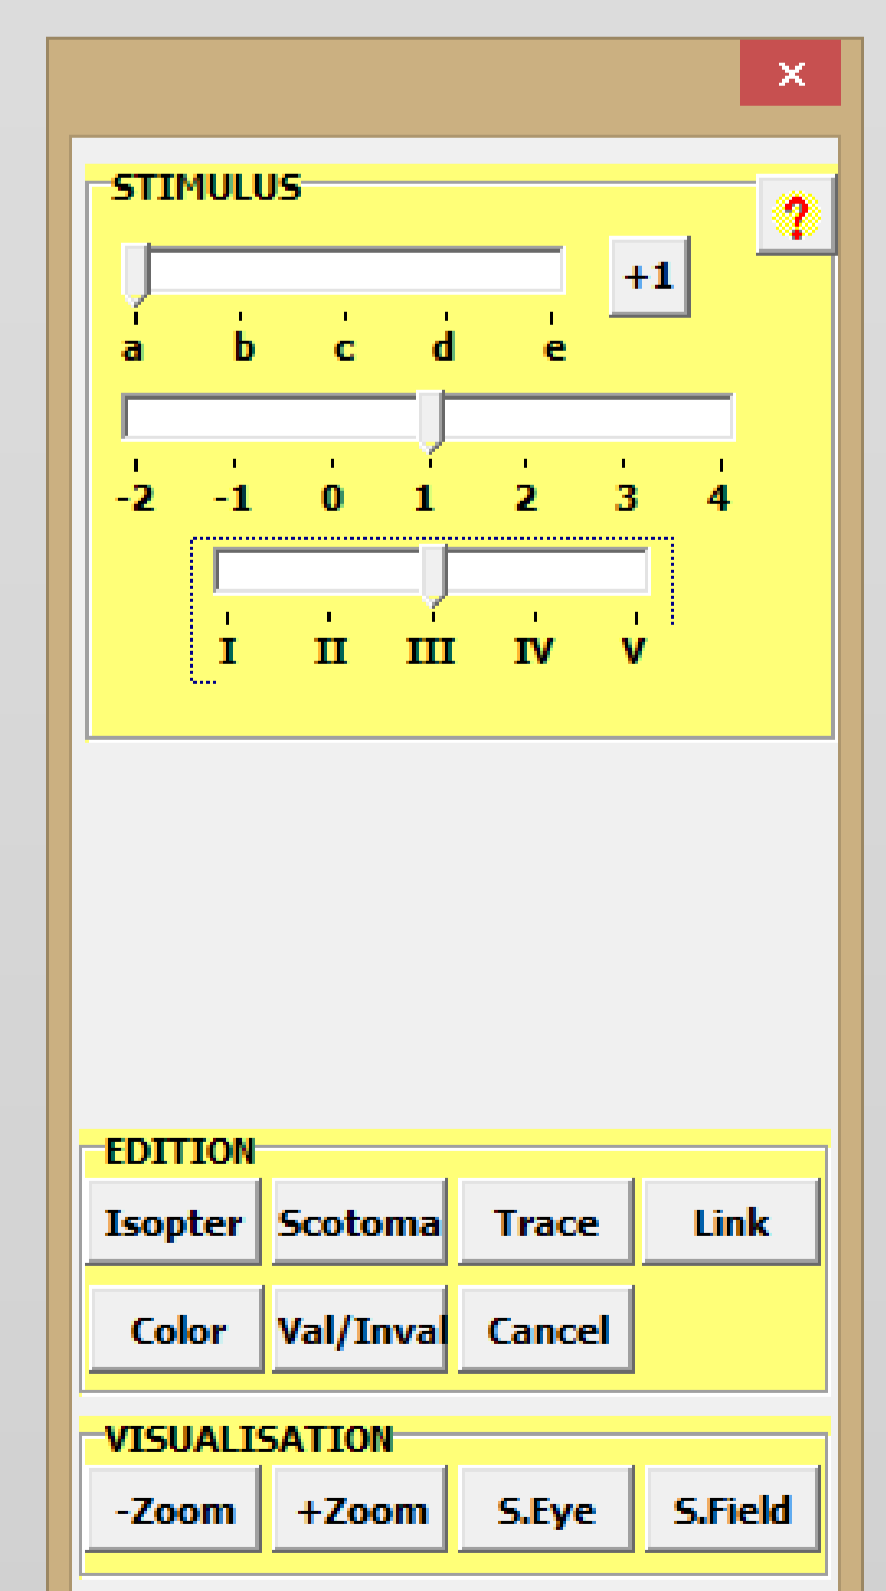 ×
STIMULUS
?
+1
a b c d e
-2 -1 0 1 2 3 4
I II III IV V
EDITION
Isopter Scotoma Trace Link
Color Val/Inval Cancel
VISUALISATION
-Zoom +Zoom S.Eye S.Field